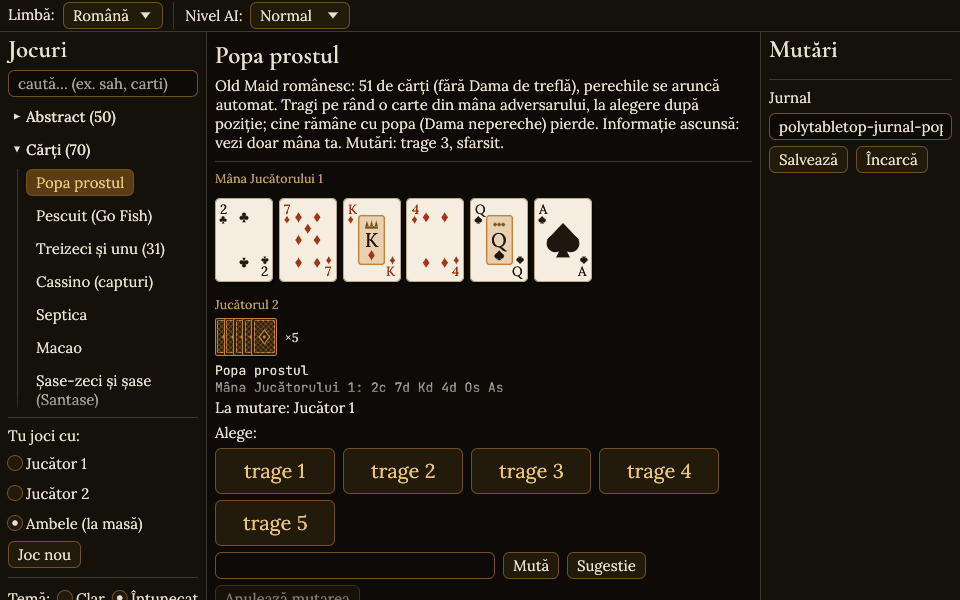 Limbă: Română ▼ Nivel AI: Normal ▼
Jocuri
caută... (ex. sah, carti)
▸ Abstract (50)
▾ Cărți (70)
Popa prostul
Pescuit (Go Fish)
Treizeci și unu (31)
Cassino (capturi)
Septica
Macao
Șase-zeci și șase
(Santase)
Tu joci cu:
Jucător 1
Jucător 2
Ambele (la masă)
Joc nou
Temă: Clar Întunecat
Popa prostul
Old Maid românesc: 51 de cărți (fără Dama de treflă), perechile se aruncă
automat. Tragi pe rând o carte din mâna adversarului, la alegere după
poziție; cine rămâne cu popa (Dama nepereche) pierde. Informație ascunsă:
vezi doar mâna ta. Mutări: trage 3, sfarsit.
Mâna Jucătorului 1
2 ♣ 2
7 ♦ 7
K K K
4 ♦ 4
Q Q Q
A ♠ A
Jucătorul 2
×5
Popa prostul
Mâna Jucătorului 1: 2c 7d Kd 4d Qs As
La mutare: Jucător 1
Alege:
trage 1 trage 2 trage 3 trage 4
trage 5
Mută Sugestie
Anulează mutarea
Mutări
Jurnal
polytabletop-jurnal-pop
Salvează Încarcă